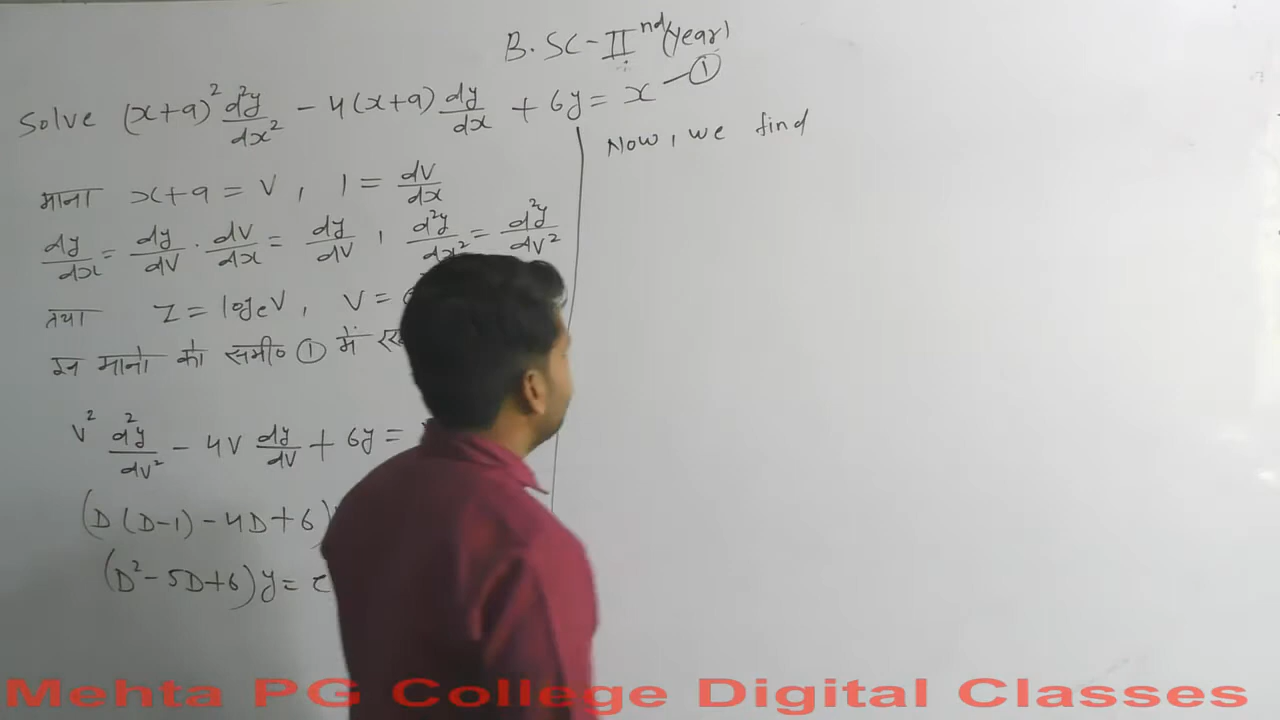 B.SC-IInd(year)
Solve (x+a)² d²y/dx² - 4(x+a) dy/dx + 6y = x —①
माना x+a = V, 1 = dV/dx
dy/dx = dy/dV . dV/dx = dy/dV, d²y/dx² = d²y/dV²
तथा Z = logeV, V =
इन मानो को समी० ① में
V² d²y/dV² - 4V dy/dV + 6y =
(D(D-1) - 4D+6)
(D²-5D+6)y =
Now, we find
Mehta PG College Digital Classes